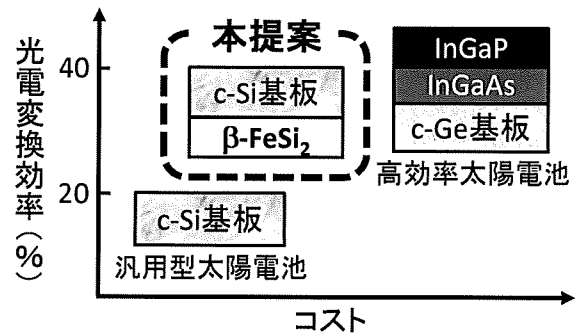 本提案
光電変換効率(%)
40
20
c-Si基板
β-FeSi₂
InGaP
InGaAs
c-Ge基板
高効率太陽電池
c-Si基板
汎用型太陽電池
コスト